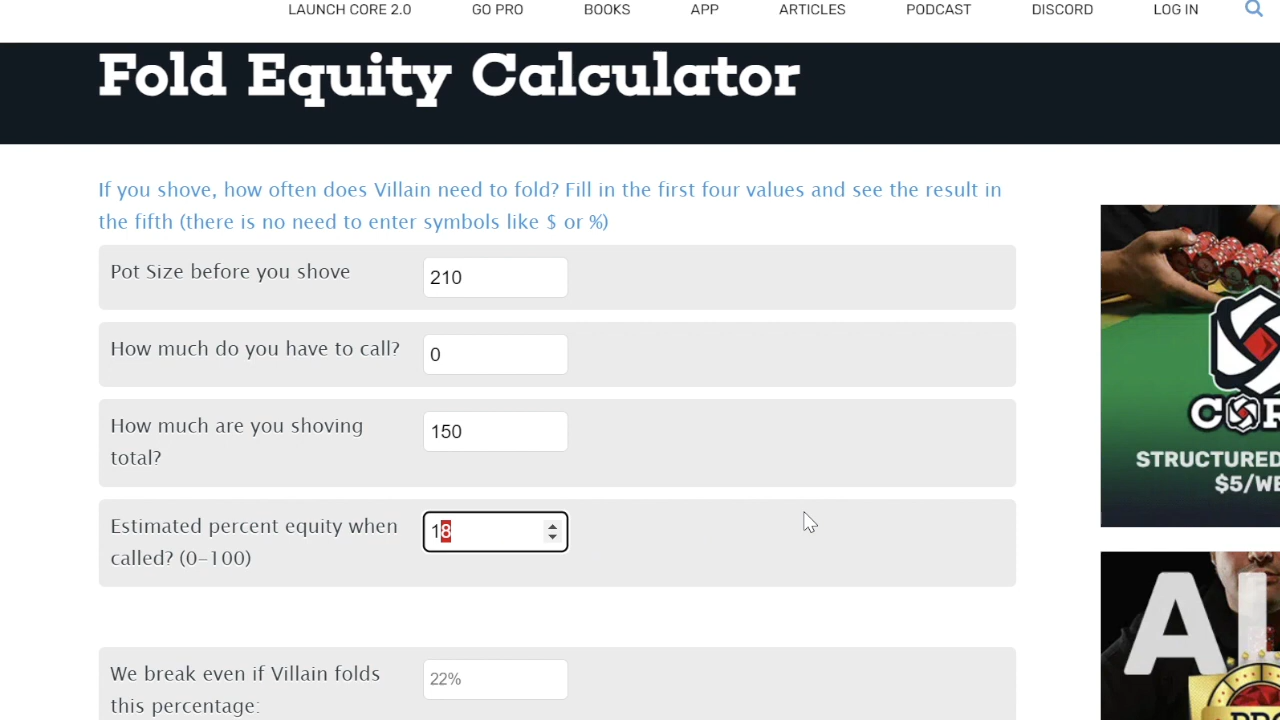 LAUNCH CORE 2.0 GO PRO BOOKS APP ARTICLES PODCAST DISCORD LOG IN
Fold Equity Calculator
If you shove, how often does Villain need to fold? Fill in the first four values and see the result in
the fifth (there is no need to enter symbols like $ or %)
Pot Size before you shove 210
How much do you have to call? 0
How much are you shoving 150
total?
Estimated percent equity when 18
called? (0–100)
We break even if Villain folds 22%
this percentage:
STRUCTURED